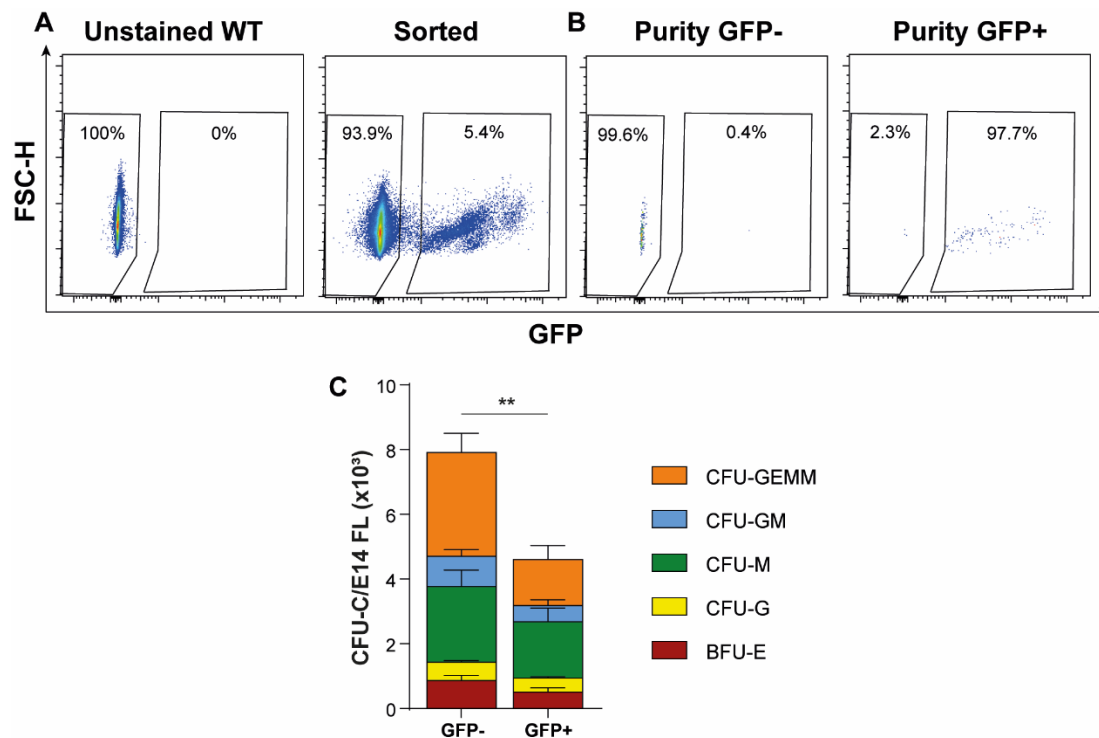 A
Unstained WT
Sorted
B
Purity GFP-
Purity GFP+
FSC-H
100%
0%
93.9%
5.4%
99.6%
0.4%
2.3%
97.7%
GFP
C
CFU-C/E14 FL (x10³)
10
8
6
4
2
0
**
GFP-
GFP+
CFU-GEMM
CFU-GM
CFU-M
CFU-G
BFU-E